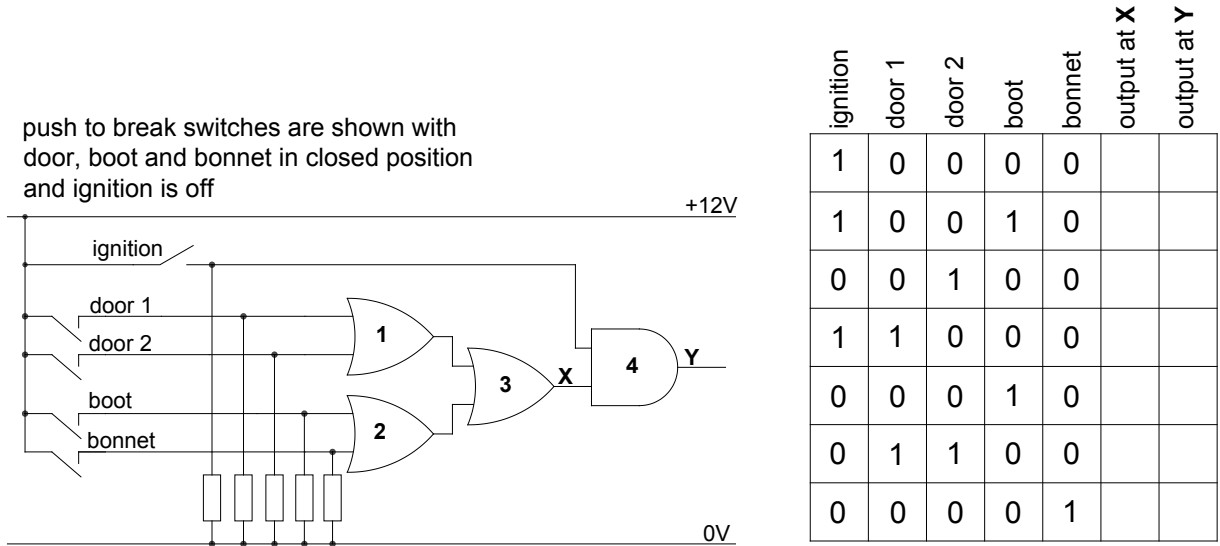 push to break switches are shown with
door, boot and bonnet in closed position
and ignition is off
+12V
ignition
door 1
door 2
boot
bonnet
1
2
3
X
4
Y
0V
ignition door 1 door 2 boot bonnet output at X output at Y
1 0 0 0 0
1 0 0 1 0
0 0 1 0 0
1 1 0 0 0
0 0 0 1 0
0 1 1 0 0
0 0 0 0 1